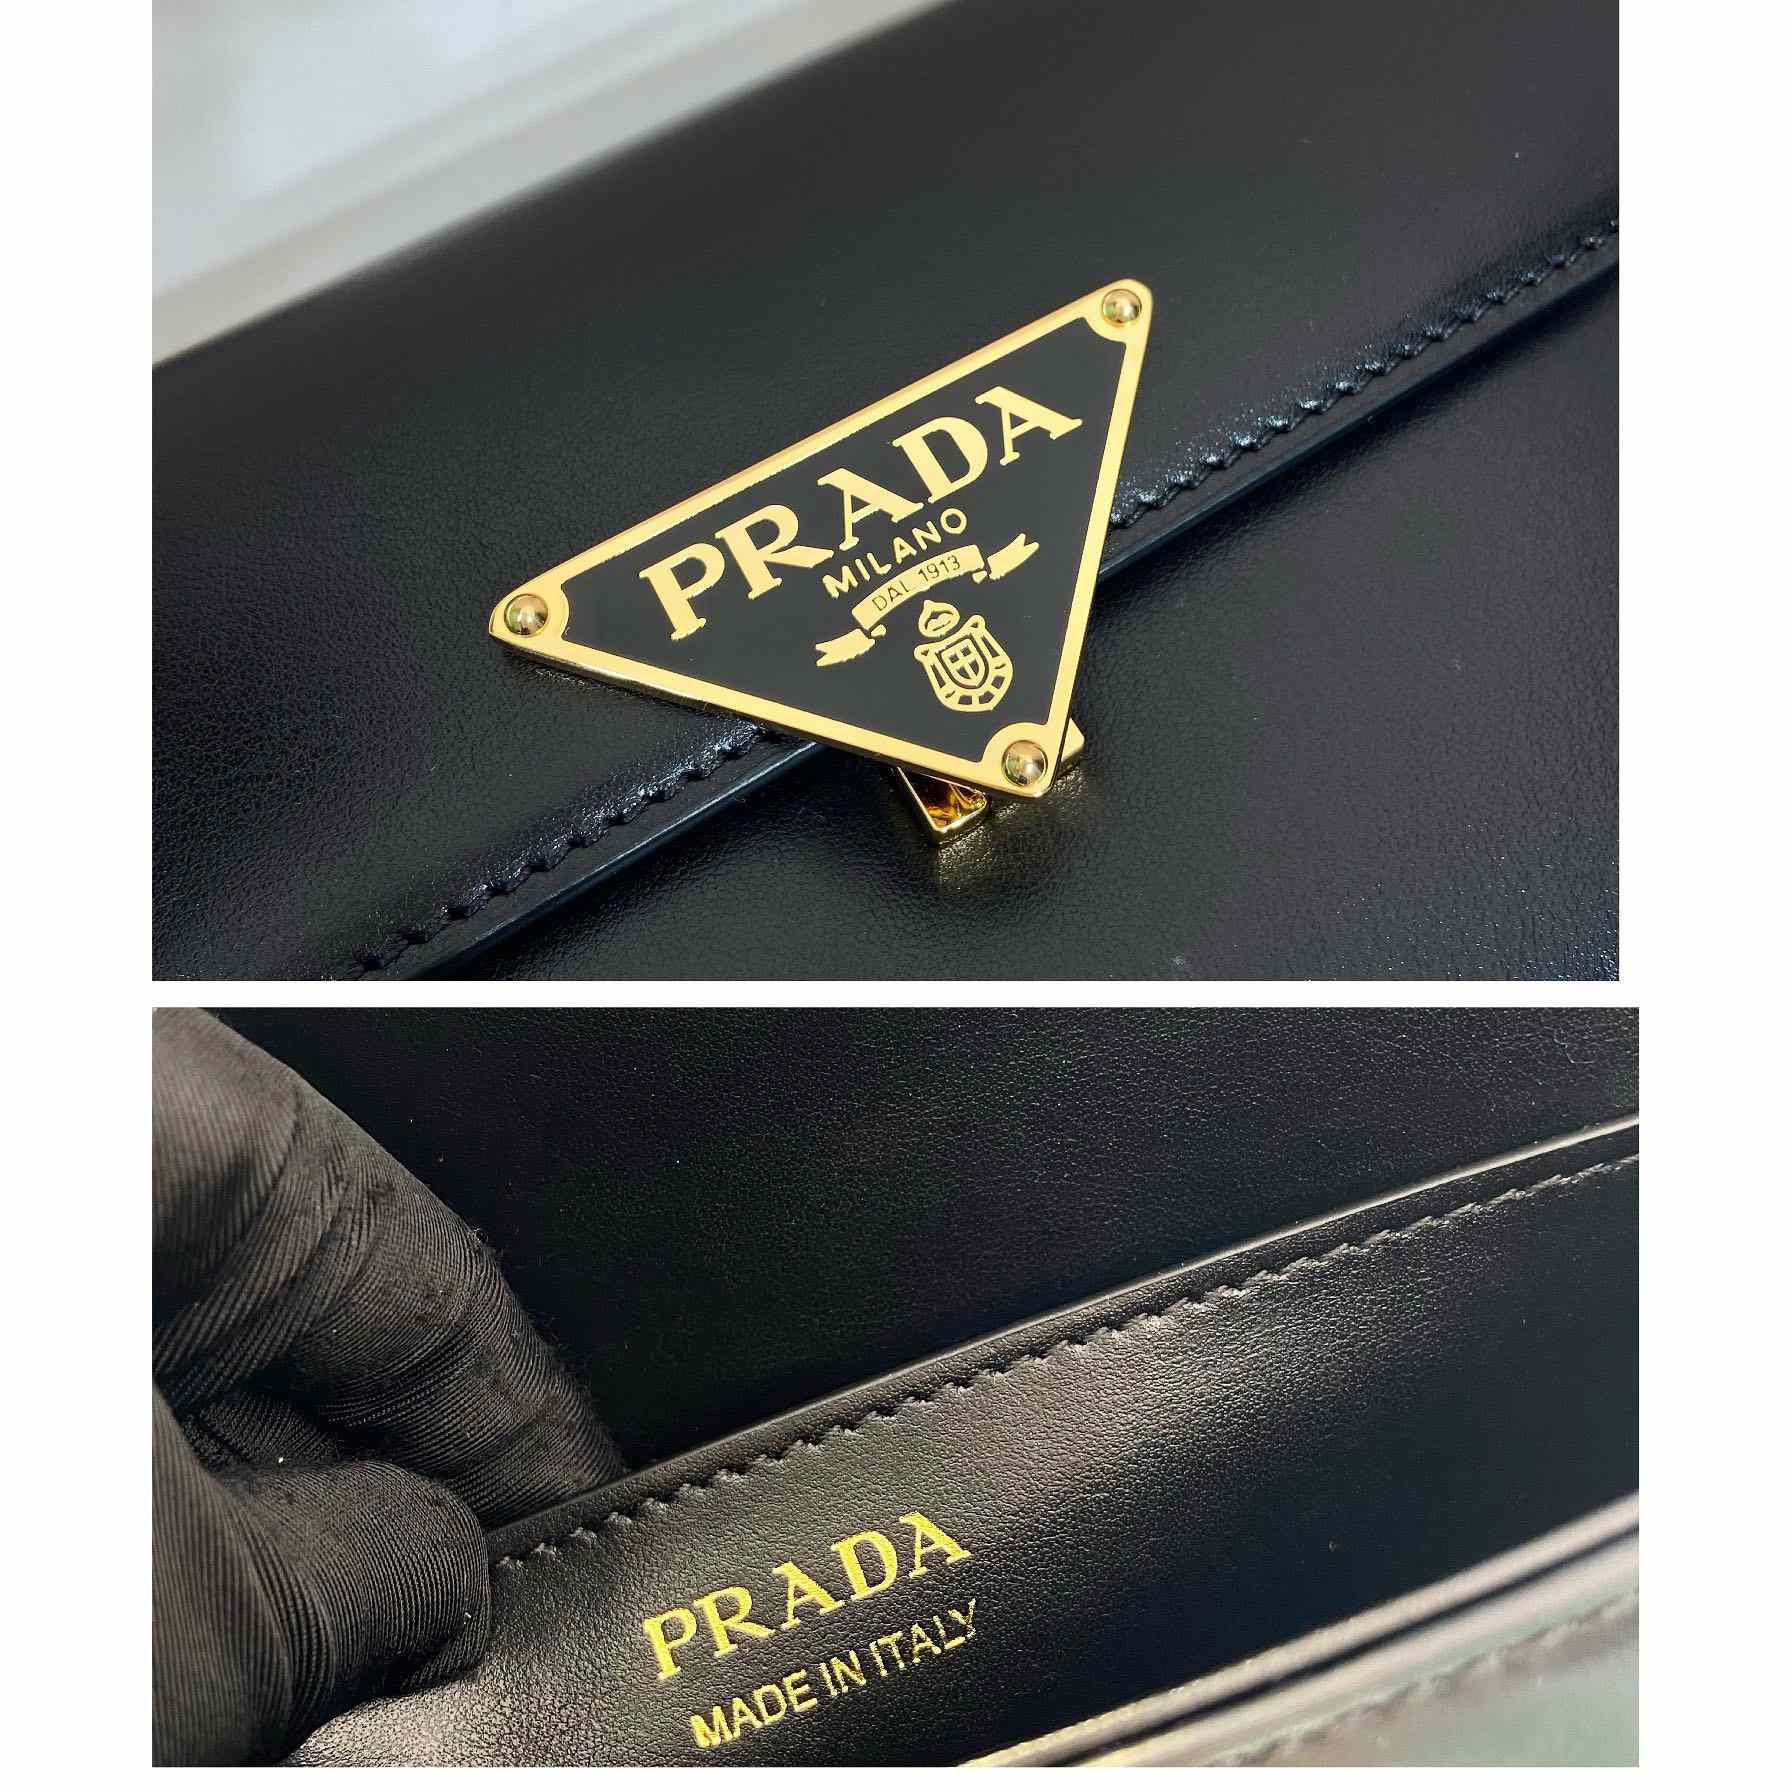 PRADA
MILANO
DAL 1913
PRADA
MADE IN ITALY